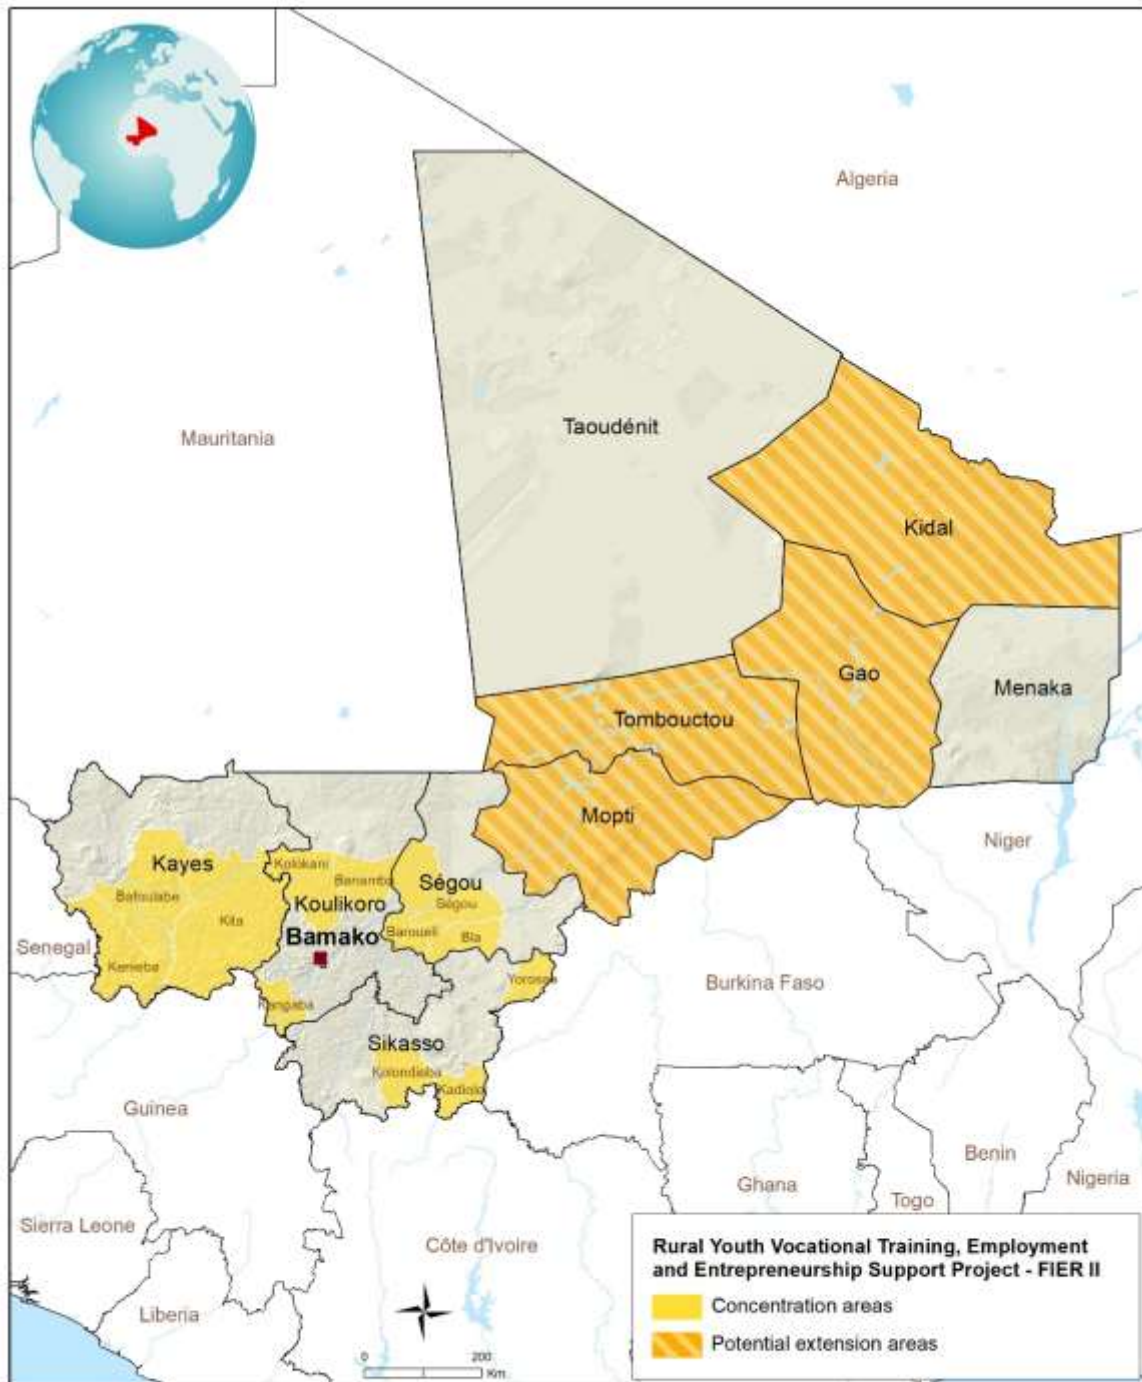 Algeria
Mauritania
Taoudénit
Kidal
Gao
Menaka
Tombouctou
Mopti
Niger
Kayes
Kolokani
Banamba
Ségou
Bafoulabe
Koulikoro
Ségou
Kita
Baroueli
Bla
Bamako
Senegal
Kenieba
Yorosso
Burkina Faso
Kangaba
Sikasso
Kolondieba
Kadiolo
Guinea
Benin
Ghana
Nigeria
Togo
Sierra Leone
Côte d'Ivoire
Liberia
Rural Youth Vocational Training, Employment
and Entrepreneurship Support Project - FIER II
Concentration areas
Potential extension areas
0 200
Km